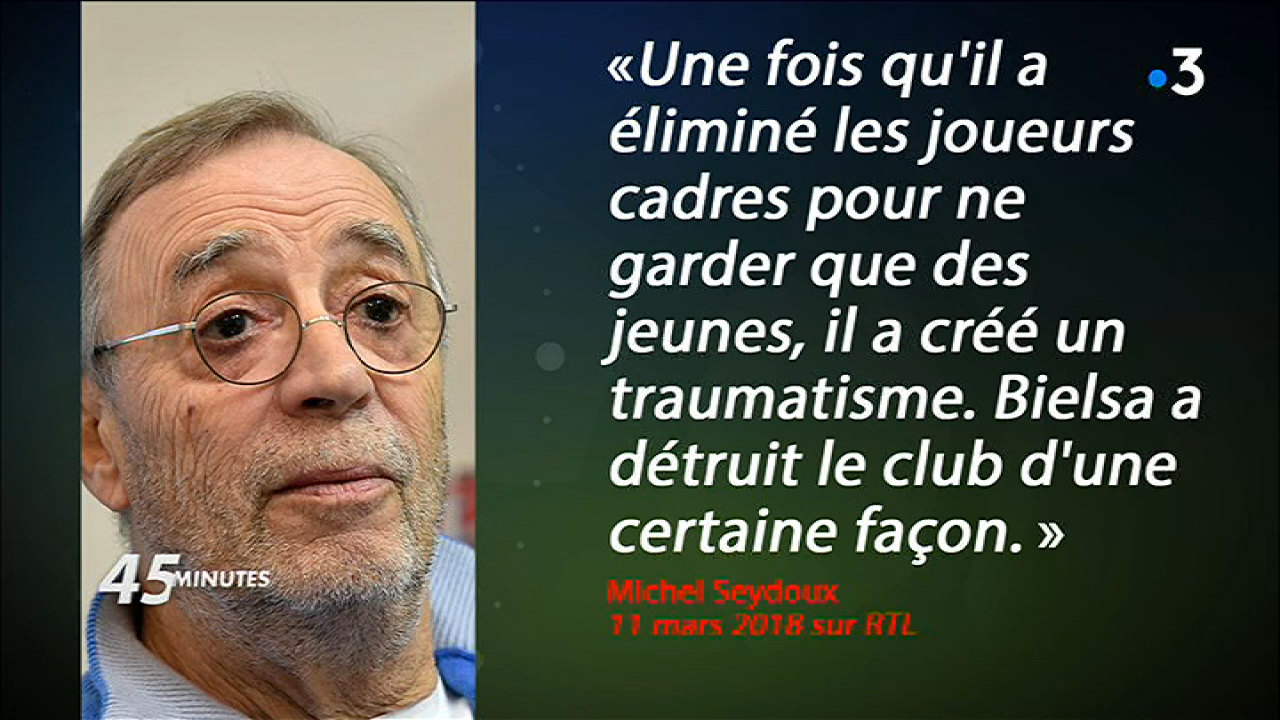 «Une fois qu'il a
éliminé les joueurs
cadres pour ne
garder que des
jeunes, il a créé un
traumatisme. Bielsa a
détruit le club d'une
certaine façon. »
Michel Seydoux
11 mars 2018 sur RTL
3
45 MINUTES